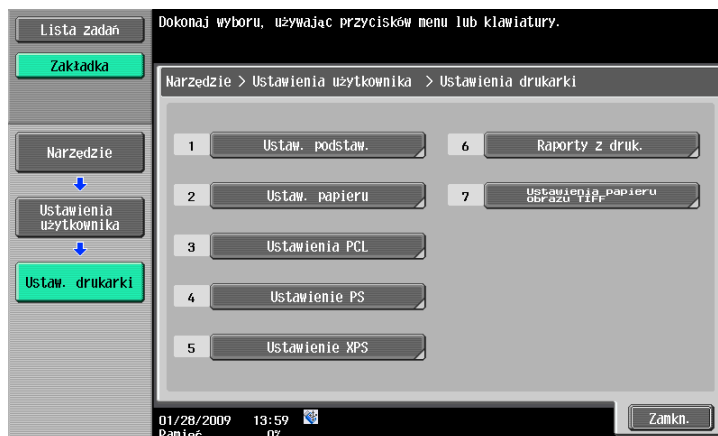 Lista zadań
Dokonaj wyboru, używając przycisków menu lub klawiatury.
Zakładka
Narzędzie > Ustawienia użytkownika > Ustawienia drukarki
Narzędzie
Ustawienia
użytkownika
Ustaw. drukarki
1 Ustaw. podstaw.
2 Ustaw. papieru
3 Ustawienia PCL
4 Ustawienie PS
5 Ustawienie XPS
6 Raporty z druk.
7 Ustawienia papieru
obrazu TIFF
01/28/2009 13:59
Pamięć 0%
Zamkn.